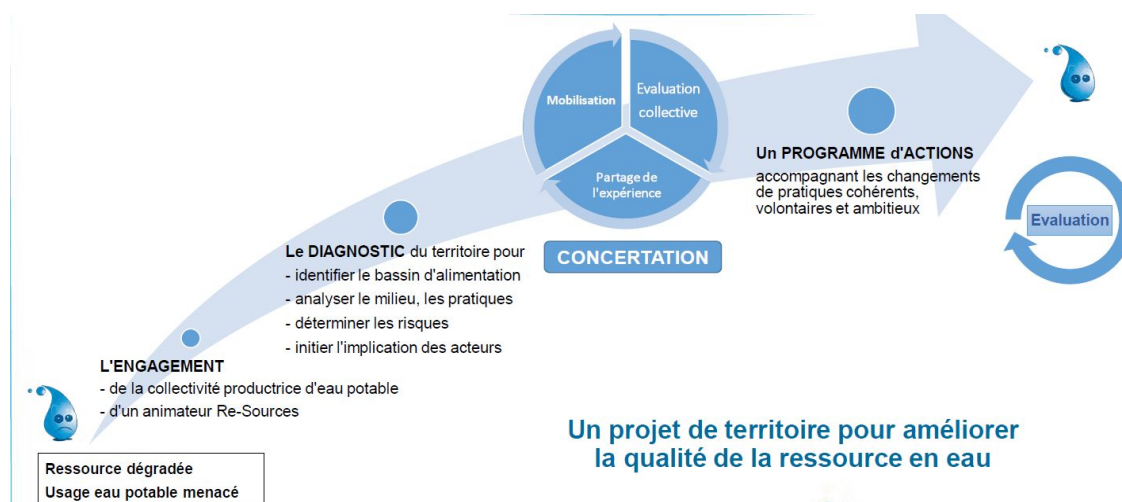 Mobilisation
Evaluation
collective
Partage de
l'expérience
CONCERTATION
Un PROGRAMME d'ACTIONS
accompagnant les changements
de pratiques cohérents,
volontaires et ambitieux
Evaluation
Le DIAGNOSTIC du territoire pour
- identifier le bassin d'alimentation
- analyser le milieu, les pratiques
- déterminer les risques
- initier l'implication des acteurs
L'ENGAGEMENT
- de la collectivité productrice d'eau potable
- d'un animateur Re-Sources
Ressource dégradée
Usage eau potable menacé
Un projet de territoire pour améliorer
la qualité de la ressource en eau